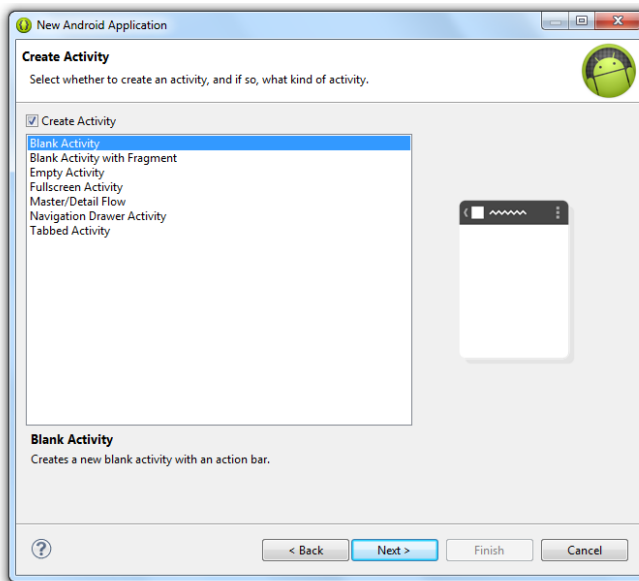 New Android Application
Create Activity
Select whether to create an activity, and if so, what kind of activity.
Create Activity
Blank Activity
Blank Activity with Fragment
Empty Activity
Fullscreen Activity
Master/Detail Flow
Navigation Drawer Activity
Tabbed Activity
Blank Activity
Creates a new blank activity with an action bar.
? < Back Next > Finish Cancel